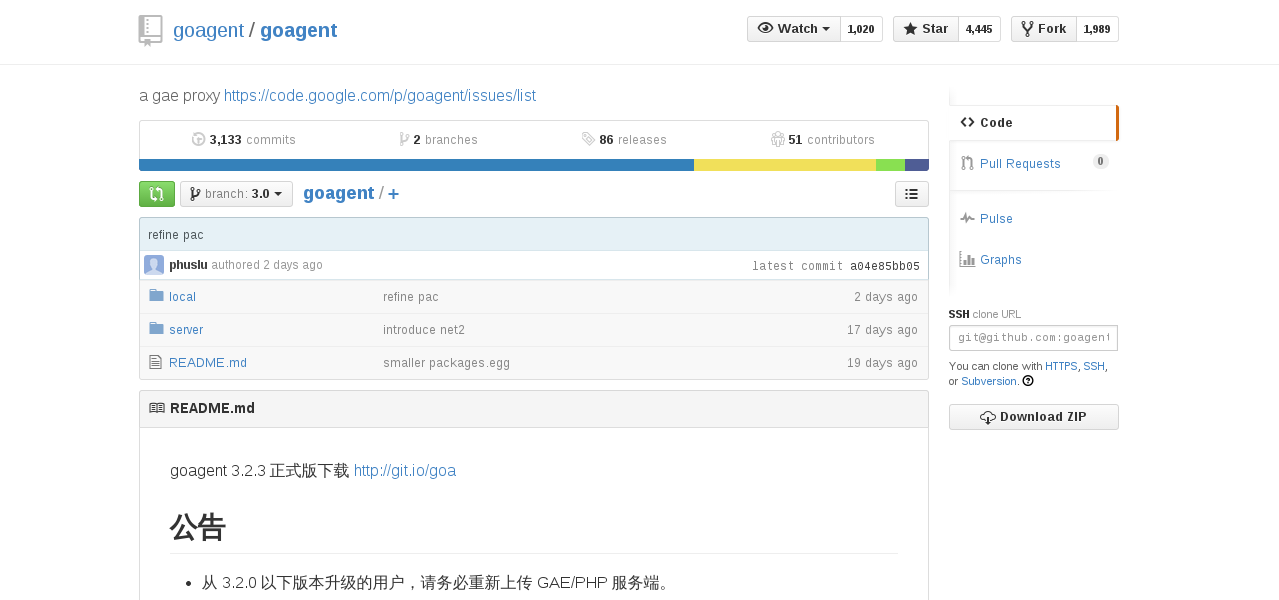 goagent / goagent
Watch 1,020 Star 4,445 Fork 1,989
a gae proxy https://code.google.com/p/goagent/issues/list
3,133 commits 2 branches 86 releases 51 contributors
branch: 3.0 goagent / +
refine pac
phuslu authored 2 days ago latest commit a04e85bb05
local refine pac 2 days ago
server introduce net2 17 days ago
README.md smaller packages.egg 19 days ago
README.md
goagent 3.2.3 正式版下载 http://git.io/goa
公告
• 从 3.2.0 以下版本升级的用户，请务必重新上传 GAE/PHP 服务端。
Code
Pull Requests 0
Pulse
Graphs
SSH clone URL
git@github.com:goagent
You can clone with HTTPS, SSH,
or Subversion.
Download ZIP